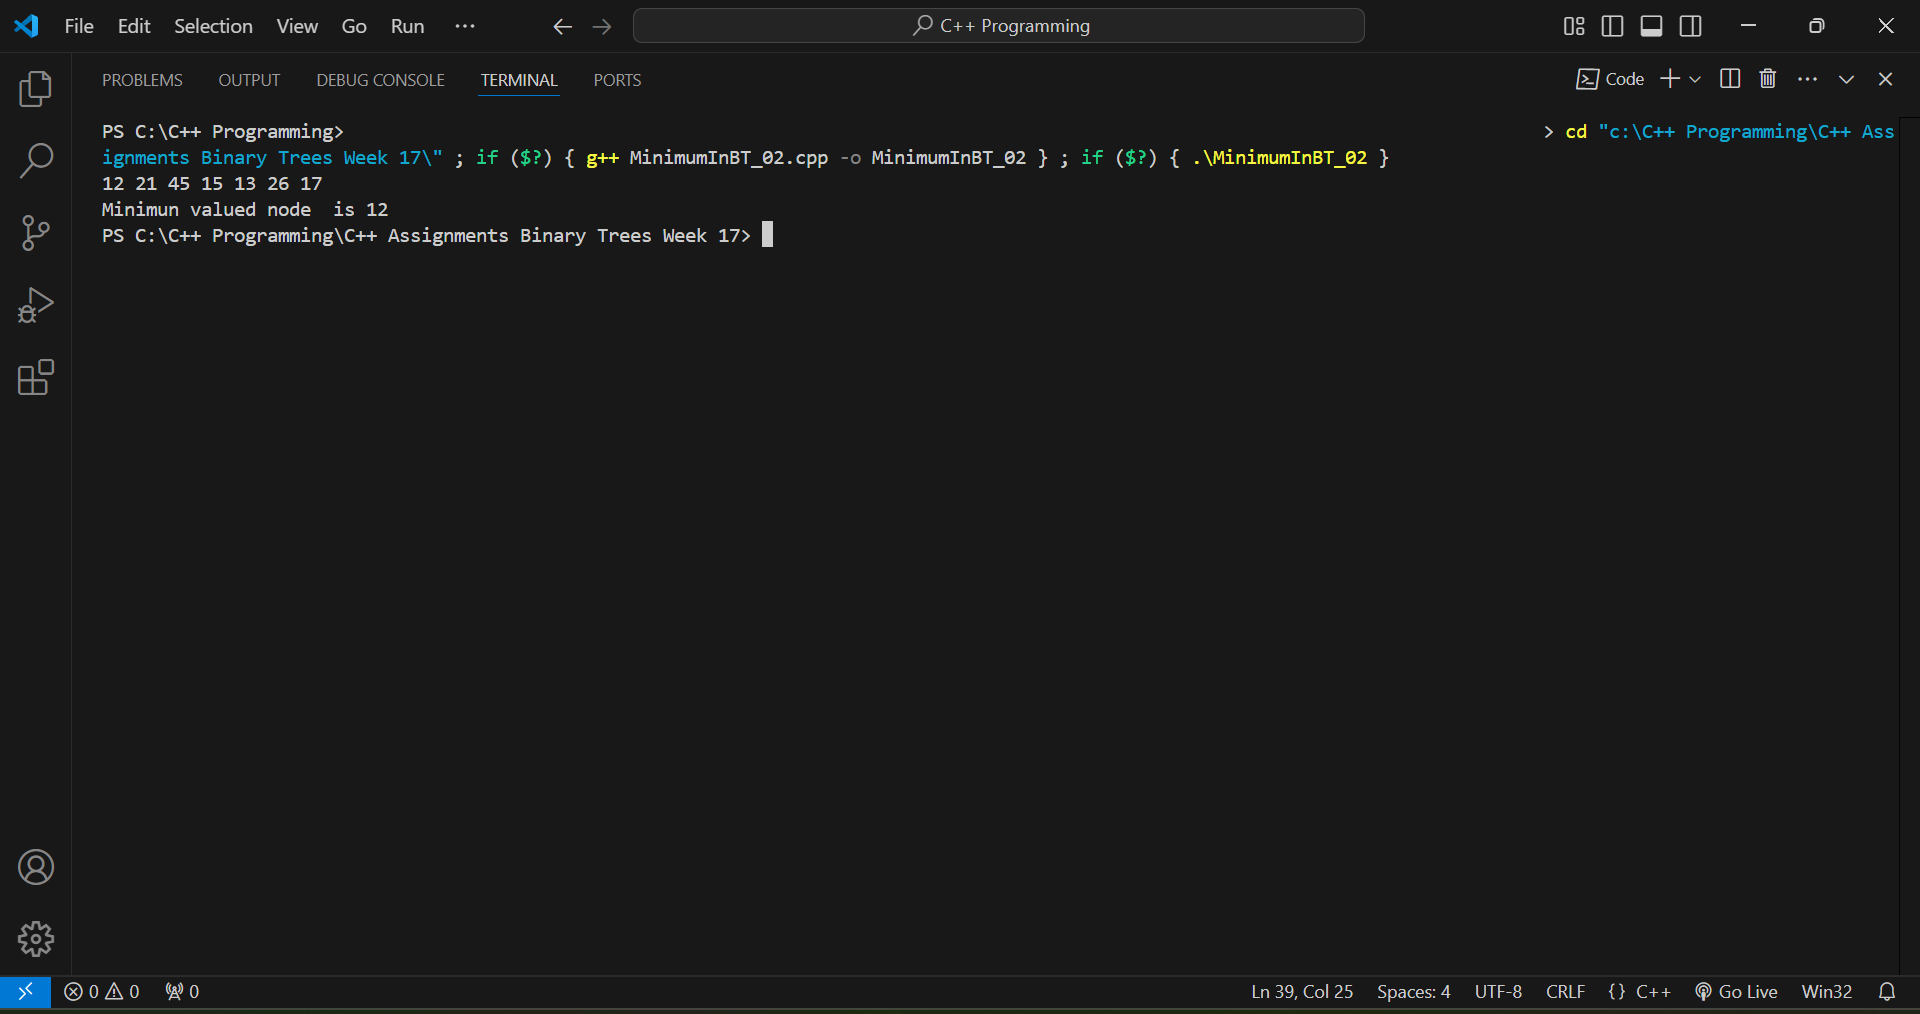 File Edit Selection View Go Run ··· C++ Programming
PROBLEMS OUTPUT DEBUG CONSOLE TERMINAL PORTS Code
PS C:\C++ Programming> > cd "c:\C++ Programming\C++ Ass
ignments Binary Trees Week 17\" ; if ($?) { g++ MinimumInBT_02.cpp -o MinimumInBT_02 } ; if ($?) { .\MinimumInBT_02 }
12 21 45 15 13 26 17
Minimun valued node  is 12
PS C:\C++ Programming\C++ Assignments Binary Trees Week 17>
0 0 0 Ln 39, Col 25 Spaces: 4 UTF-8 CRLF {} C++ Go Live Win32